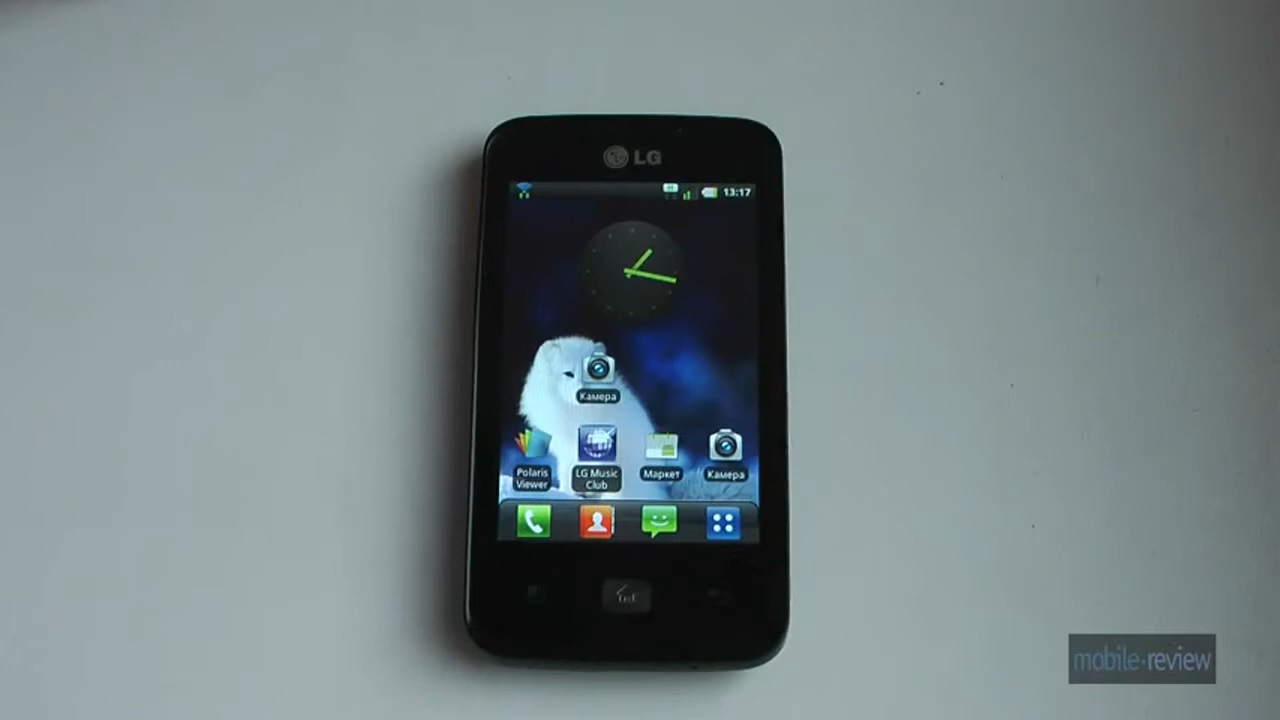 LG
13:17
Камера
Polaris
Viewer
LG Music
Club
Маркет
Камера
mobile-review